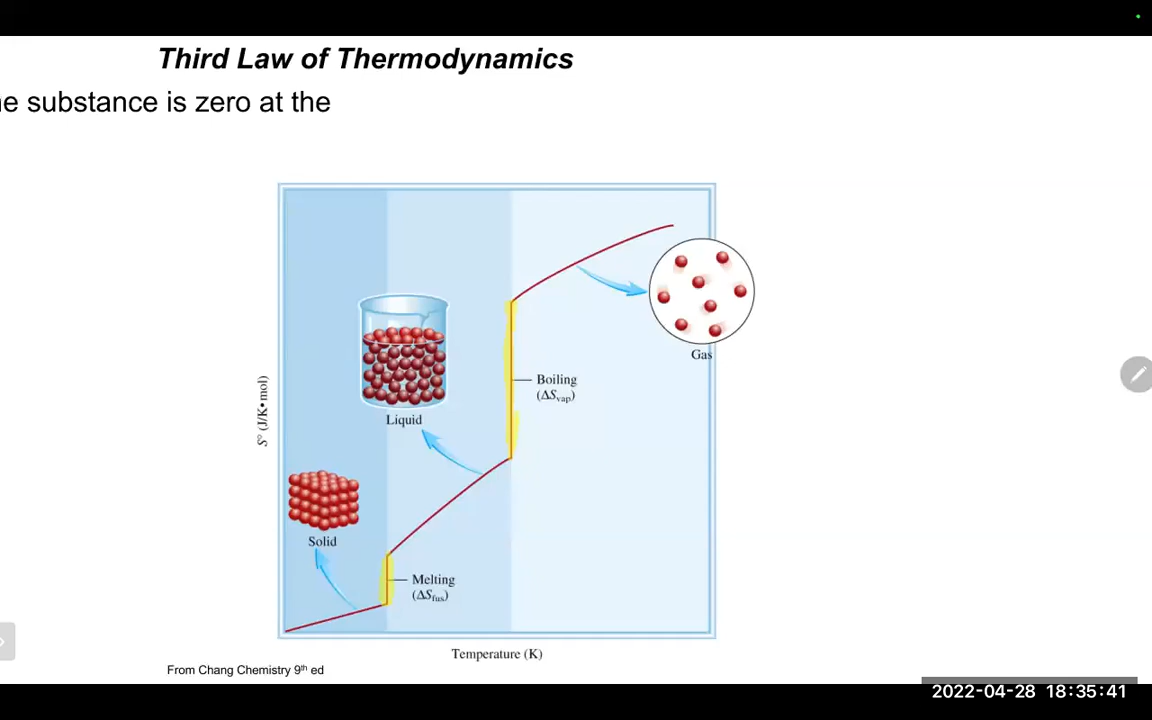 Third Law of Thermodynamics
substance is zero at the
Gas
Boiling
(ΔSvap)
S° (J/K•mol)
Liquid
Solid
Melting
(ΔSfus)
Temperature (K)
From Chang Chemistry 9th ed
2022-04-28 18:35:41